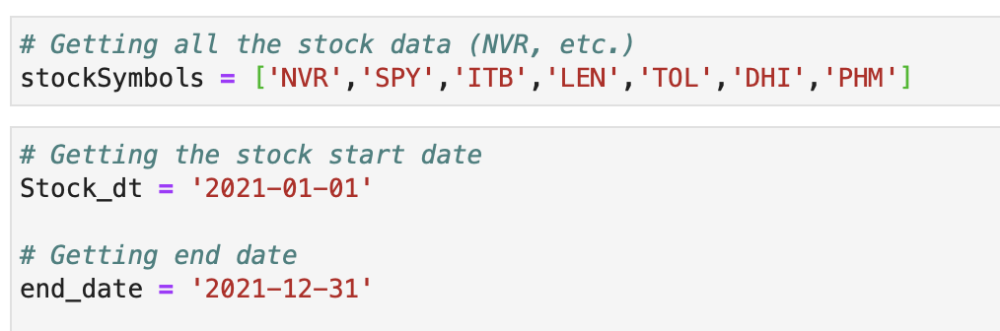 # Getting all the stock data (NVR, etc.)
stockSymbols = ['NVR','SPY','ITB','LEN','TOL','DHI','PHM']
# Getting the stock start date
Stock_dt = '2021-01-01'
# Getting end date
end_date = '2021-12-31'